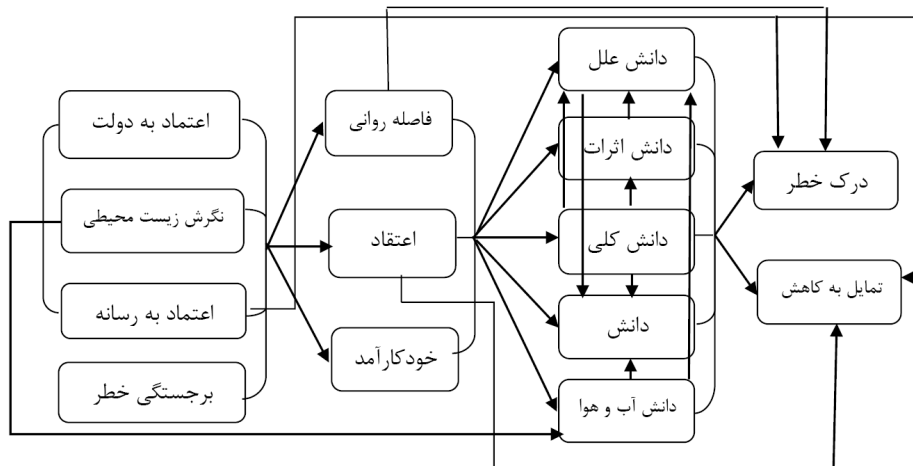 اعتماد به دولت
نگرش زیست محیطی
اعتماد به رسانه
برجستگی خطر
فاصله روانی
اعتقاد
خودکارآمد
دانش علل
دانش اثرات
دانش کلی
دانش
دانش آب و هوا
درک خطر
تمایل به کاهش